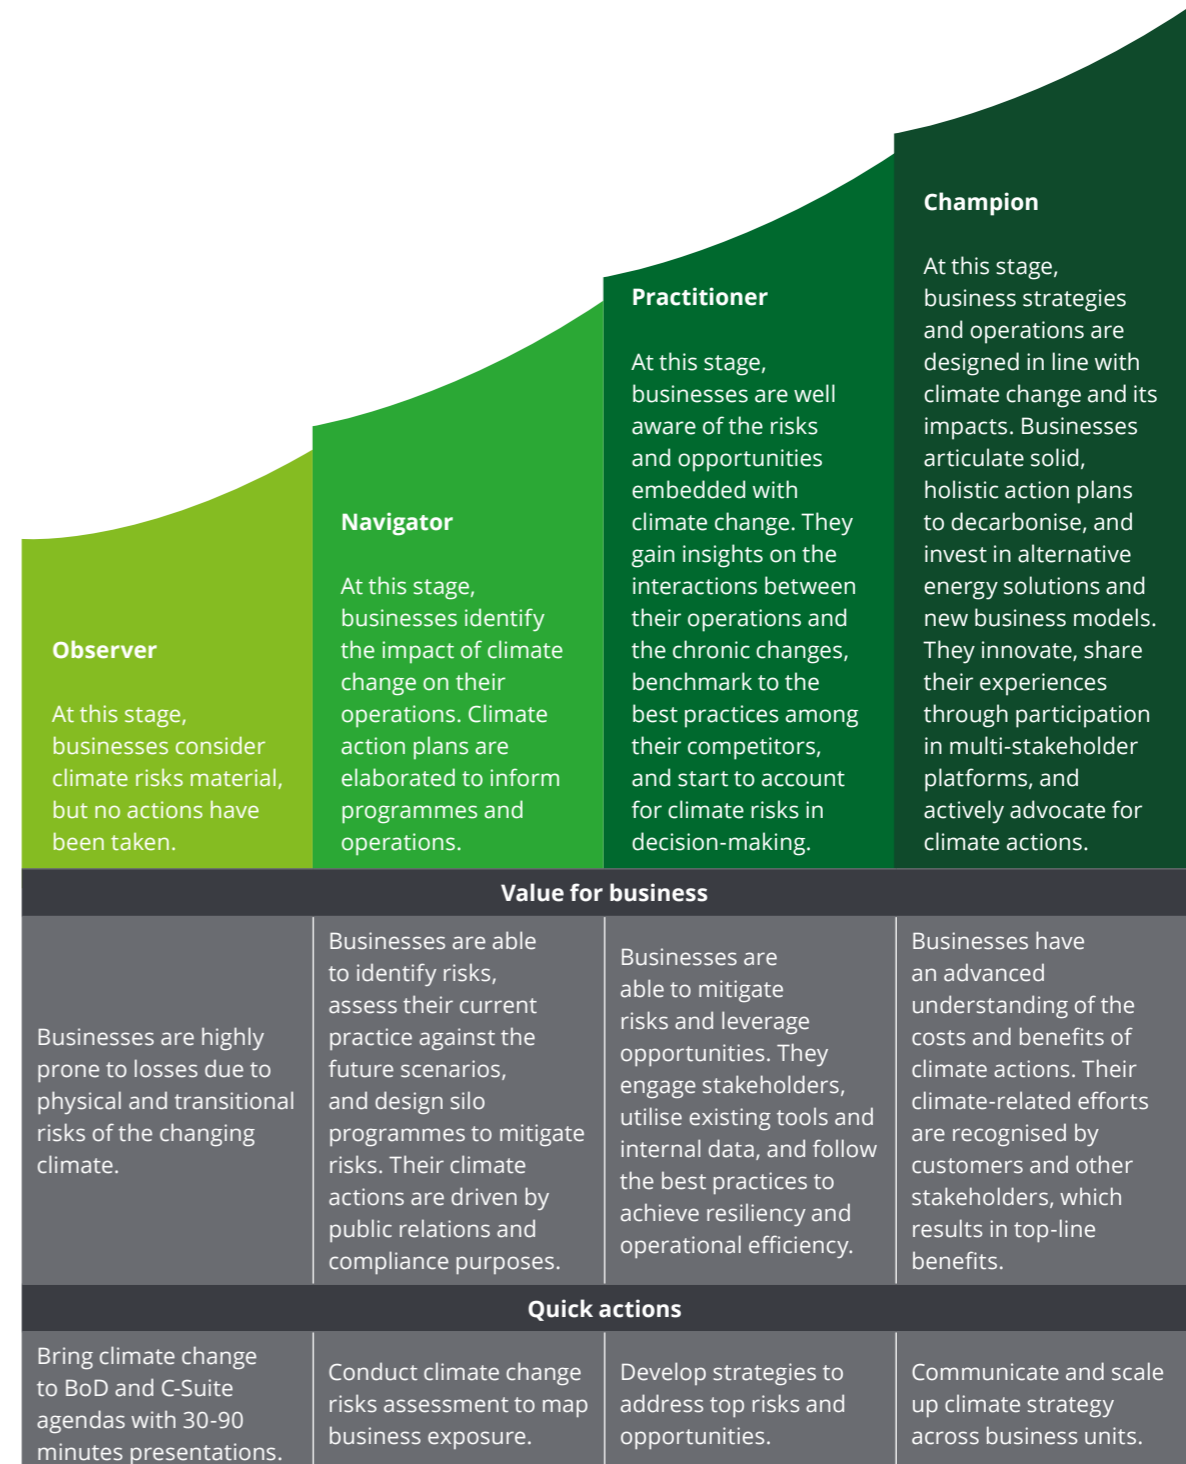 Observer
At this stage,
businesses consider
climate risks material,
but no actions have
been taken.
Navigator
At this stage,
businesses identify
the impact of climate
change on their
operations. Climate
action plans are
elaborated to inform
programmes and
operations.
Practitioner
At this stage,
businesses are well
aware of the risks
and opportunities
embedded with
climate change. They
gain insights on the
interactions between
their operations and
the chronic changes,
benchmark to the
best practices among
their competitors,
and start to account
for climate risks in
decision-making.
Champion
At this stage,
business strategies
and operations are
designed in line with
climate change and its
impacts. Businesses
articulate solid,
holistic action plans
to decarbonise, and
invest in alternative
energy solutions and
new business models.
They innovate, share
their experiences
through participation
in multi-stakeholder
platforms, and
actively advocate for
climate actions.
Value for business
Businesses are highly
prone to losses due to
physical and transitional
risks of the changing
climate.
Businesses are able
to identify risks,
assess their current
practice against the
future scenarios,
and design silo
programmes to mitigate
risks. Their climate
actions are driven by
public relations and
compliance purposes.
Businesses are
able to mitigate
risks and leverage
opportunities. They
engage stakeholders,
utilise existing tools and
internal data, and follow
the best practices to
achieve resiliency and
operational efficiency.
Businesses have
an advanced
understanding of the
costs and benefits of
climate actions. Their
climate-related efforts
are recognised by
customers and other
stakeholders, which
results in top-line
benefits.
Quick actions
Bring climate change
to BoD and C-Suite
agendas with 30-90
minutes presentations.
Conduct climate change
risks assessment to map
business exposure.
Develop strategies to
address top risks and
opportunities.
Communicate and scale
up climate strategy
across business units.